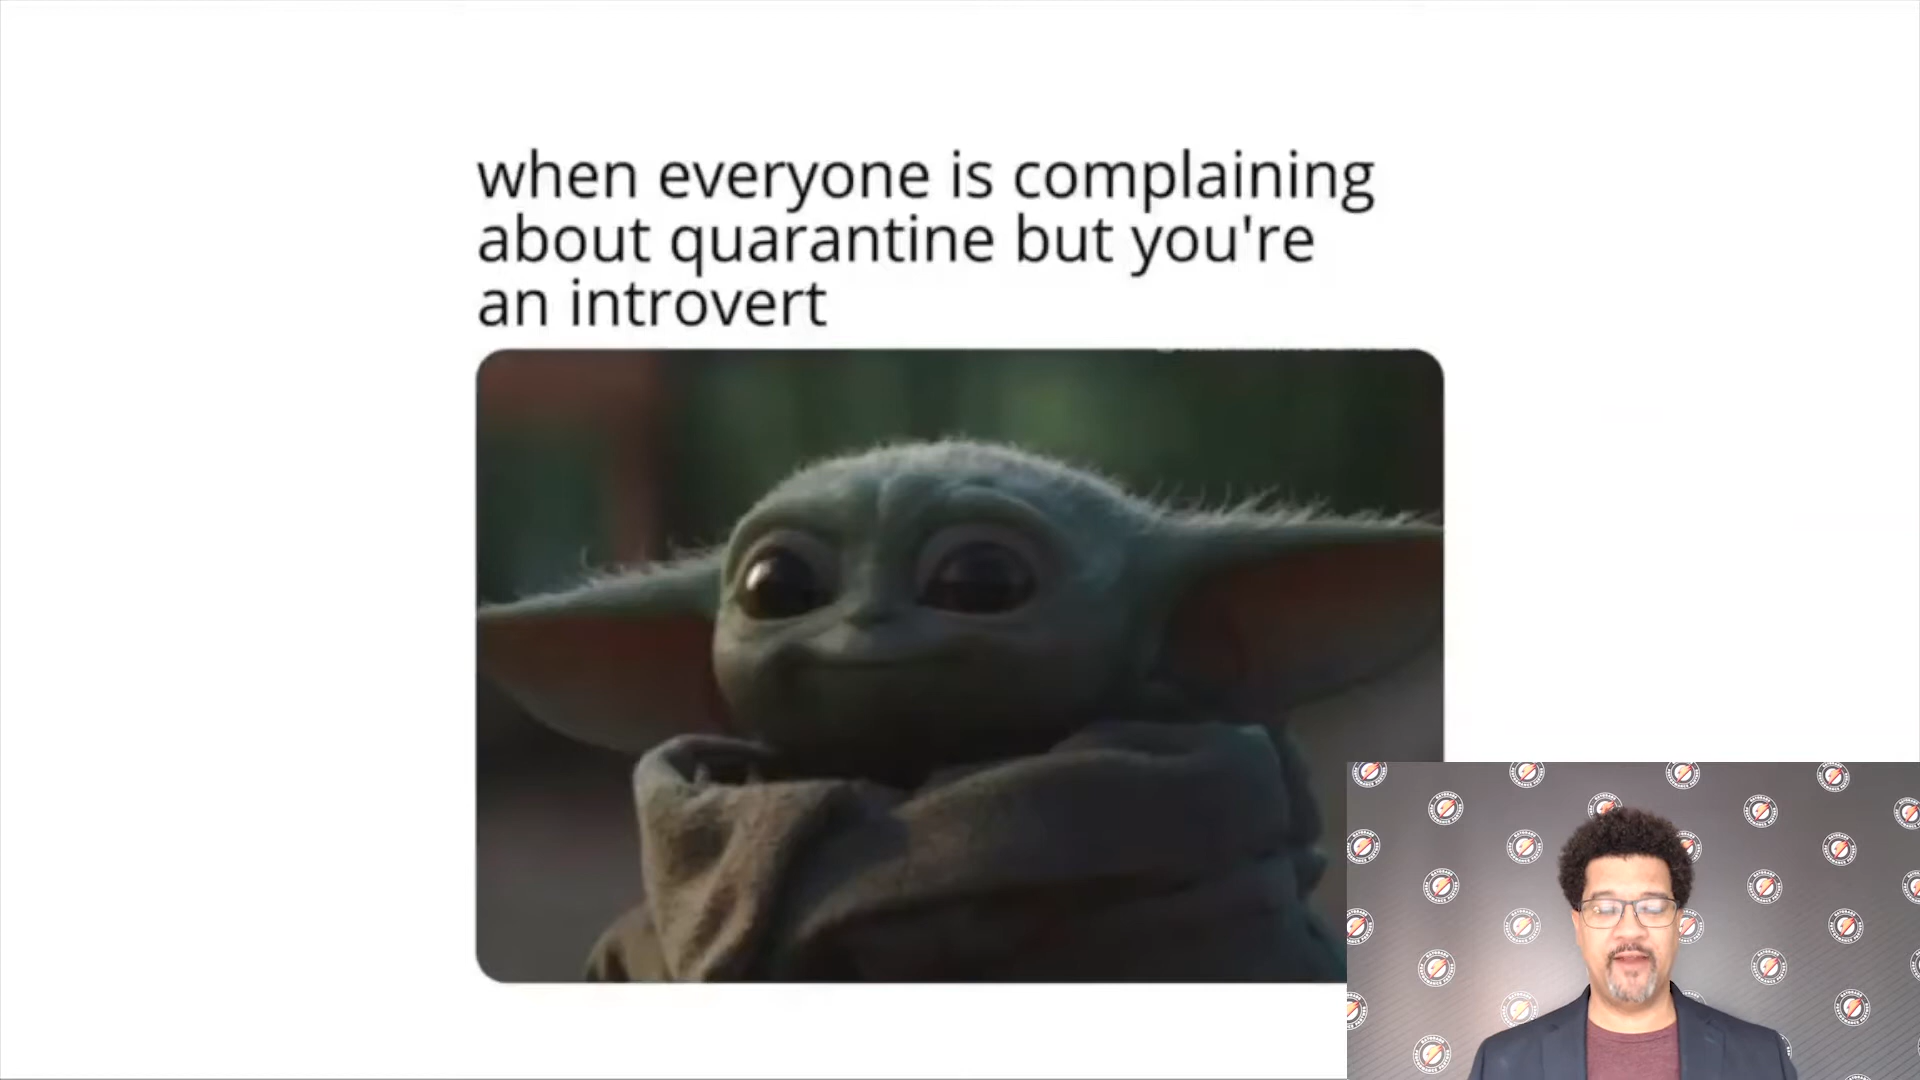 when everyone is complaining
about quarantine but you're
an introvert